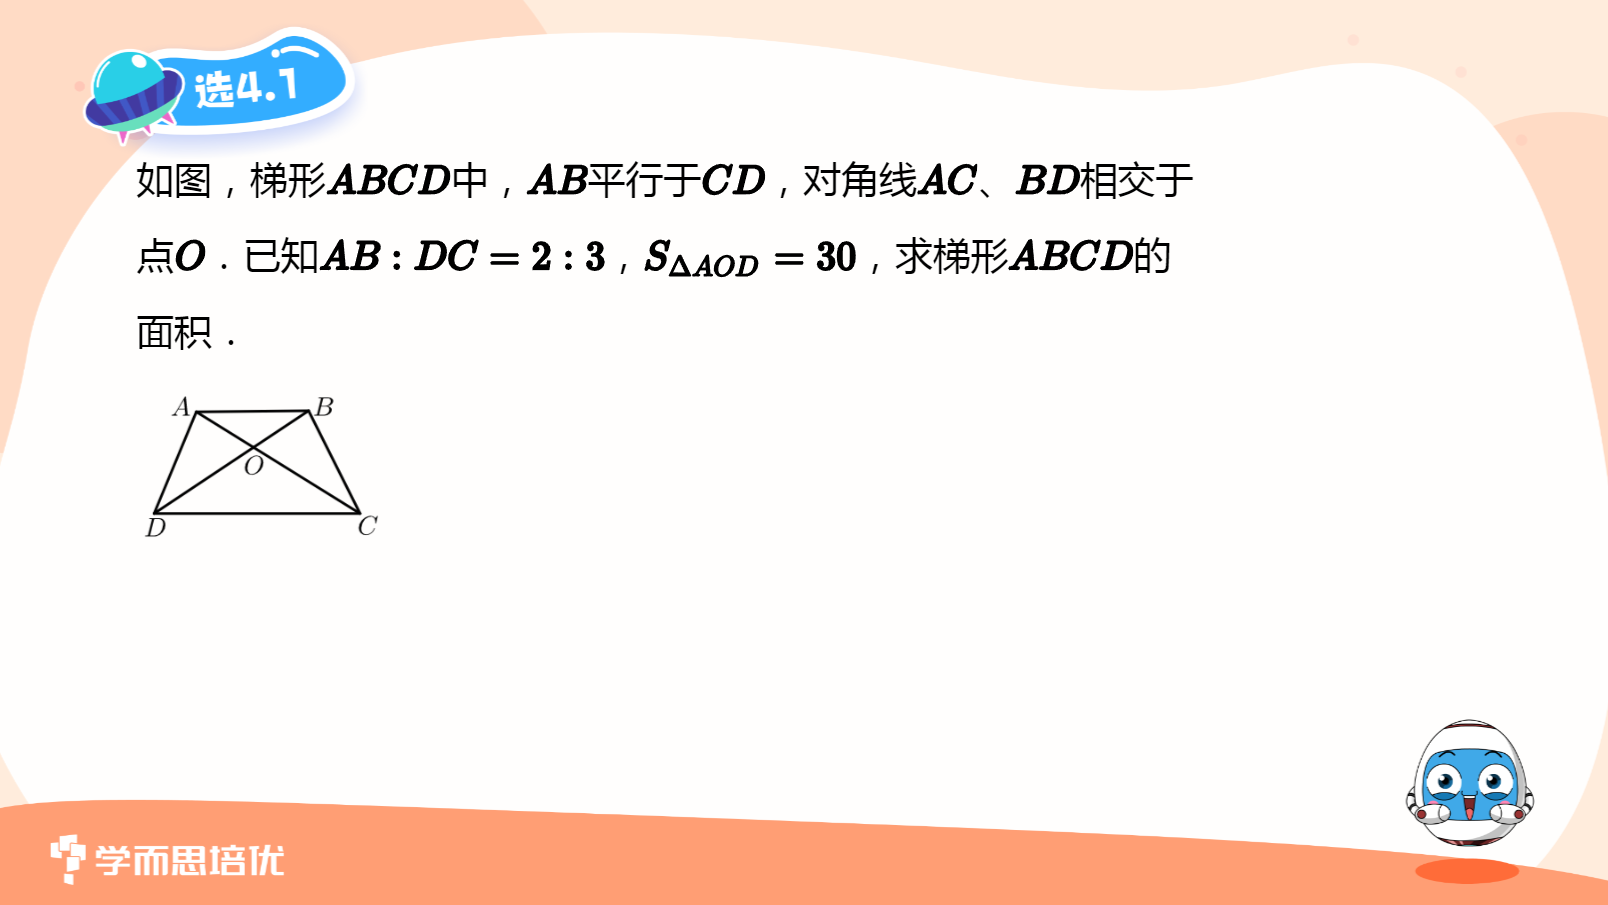 选4.1
如图，梯形ABCD中，AB平行于CD，对角线AC、BD相交于
点O．已知AB:DC=2:3，S△AOD=30，求梯形ABCD的
面积．
A B
O
D C
学而思培优